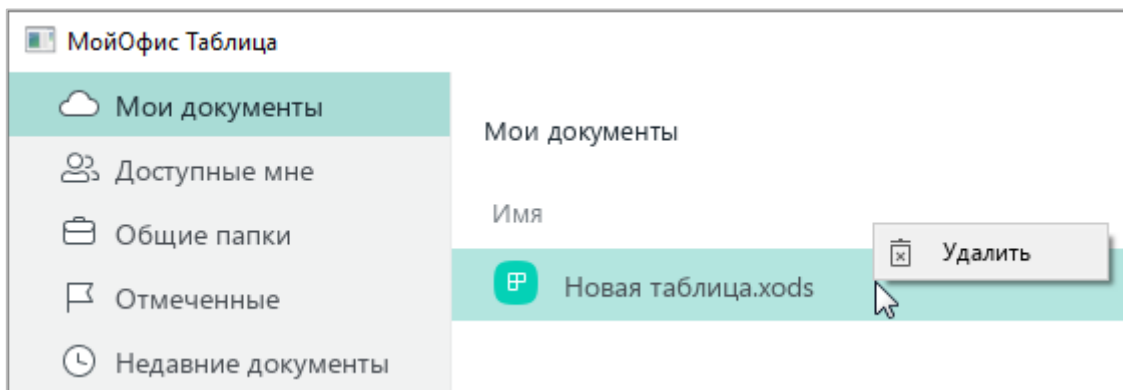 МойОфис Таблица
Мои документы
Доступные мне
Общие папки
Отмеченные
Недавние документы
Мои документы
Имя
Новая таблица.xods
Удалить